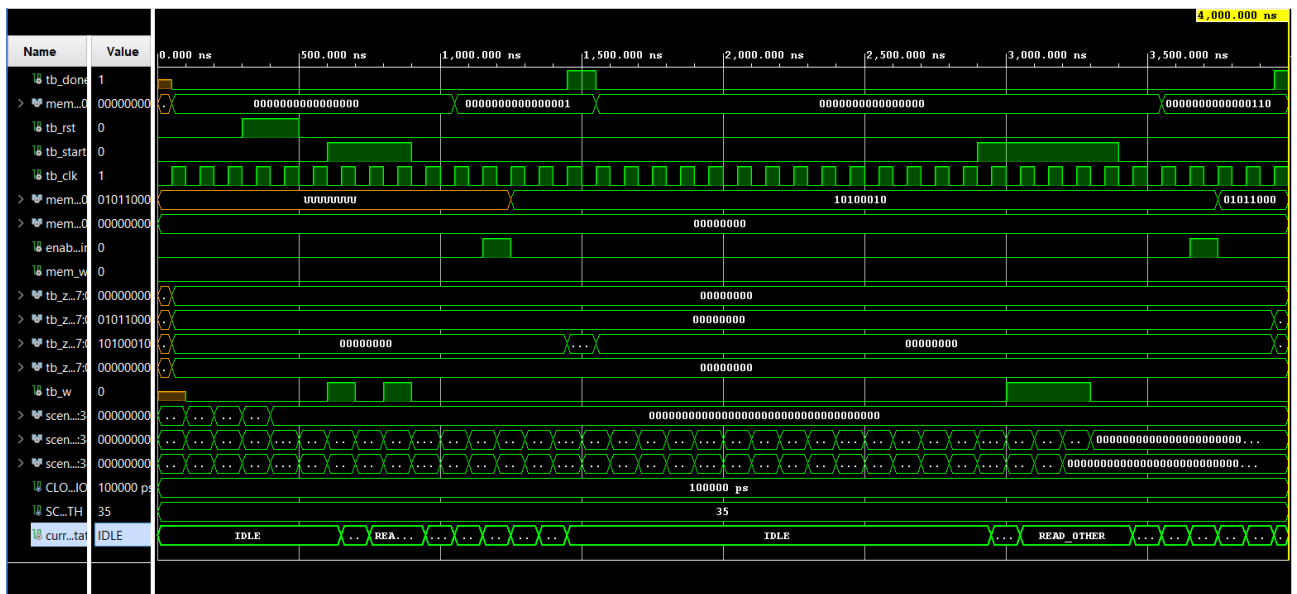 4,000.000 ns
Name Value 0.000 ns 500.000 ns 1,000.000 ns 1,500.000 ns 2,000.000 ns 2,500.000 ns 3,000.000 ns 3,500.000 ns
tb_done 1
mem...0 00000000 . 0000000000000000 0000000000000001 0000000000000000 0000000000000110
tb_rst 0
tb_start 0
tb_clk 1
mem...0 01011000 UUUUUUUU 10100010 01011000
mem...0 00000000 00000000
enab...ir 0
mem_w 0
tb_z...7:0 00000000 . 00000000
tb_z...7:0 01011000 . 00000000 .
tb_z...7:0 10100010 . 00000000 ... 00000000 .
tb_z...7:0 00000000 . 00000000
tb_w 0
scen...:3 00000000 .. .. .. .. 00000000000000000000000000000000000
scen...:3 00000000 0000000000000000000000000...
scen...:3 00000000 0000000000000000000000000...
CLO...IO 100000 ps 100000 ps
SC...TH 35 35
curr...tat IDLE IDLE .. REA... ... .. .. .. .. IDLE ... READ_OTHER ... .. .. .. .